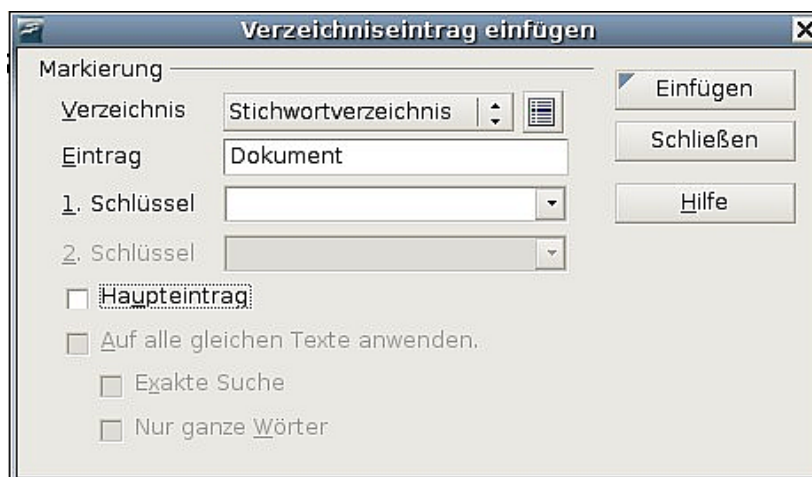 Verzeichniseintrag einfügen
Markierung
Verzeichnis Stichwortverzeichnis
Einfügen
Eintrag Dokument
Schließen
1. Schlüssel
Hilfe
2. Schlüssel
Haupteintrag
Auf alle gleichen Texte anwenden.
Exakte Suche
Nur ganze Wörter